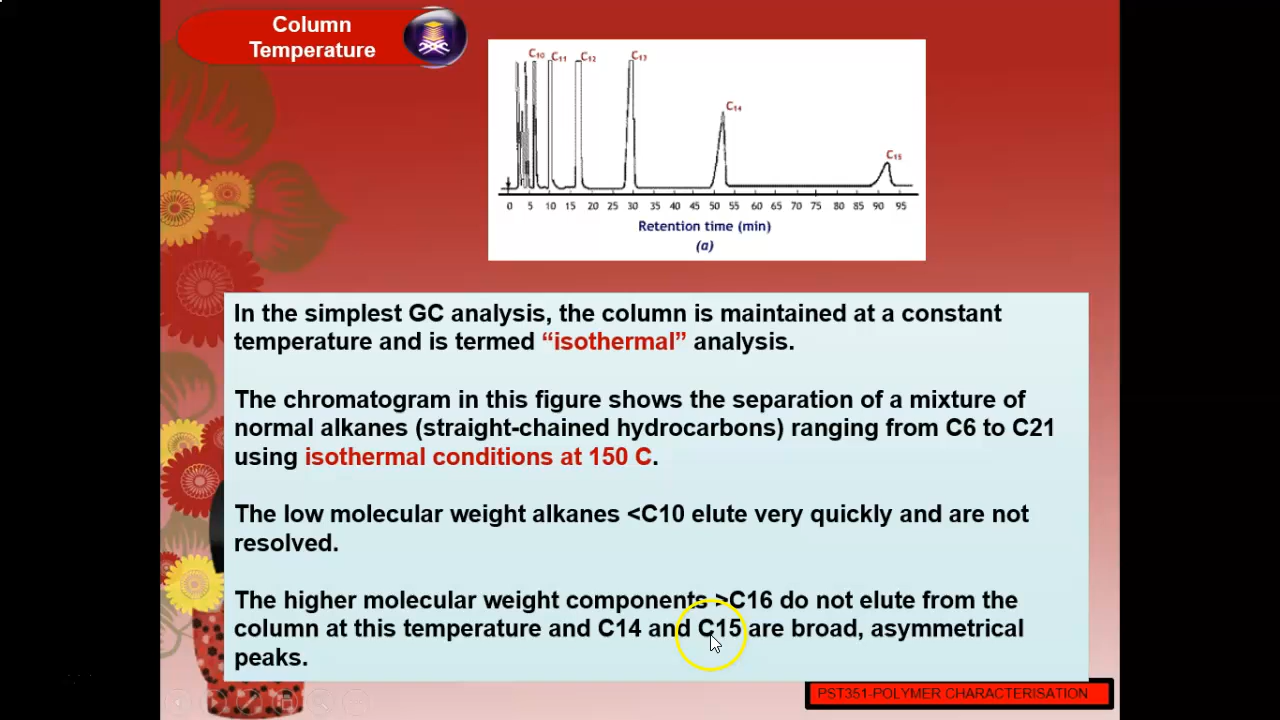 Column
Temperature
C10
C11
C12
C13
C14
C15
0 5 10 15 20 25 30 35 40 45 50 55 60 65 70 75 80 85 90 95
Retention time (min)
(a)
In the simplest GC analysis, the column is maintained at a constant
temperature and is termed “isothermal” analysis.
The chromatogram in this figure shows the separation of a mixture of
normal alkanes (straight-chained hydrocarbons) ranging from C6 to C21
using isothermal conditions at 150 C.
The low molecular weight alkanes <C10 elute very quickly and are not
resolved.
The higher molecular weight components >C16 do not elute from the
column at this temperature and C14 and C15 are broad, asymmetrical
peaks.
PST351-POLYMER CHARACTERISATION